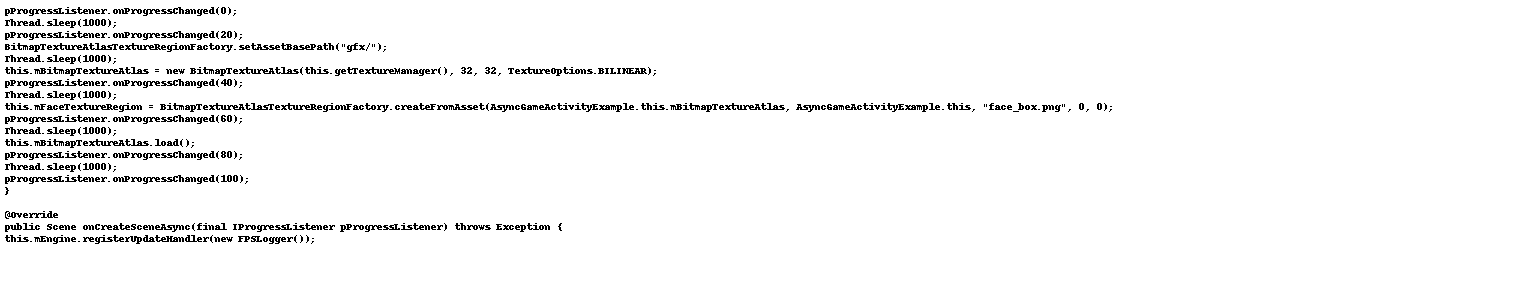 pProgressListener.onProgressChanged(0);
Thread.sleep(1000);
pProgressListener.onProgressChanged(20);
BitmapTextureAtlasTextureRegionFactory.setAssetBasePath("gfx/");
Thread.sleep(1000);
this.mBitmapTextureAtlas = new BitmapTextureAtlas(this.getTextureManager(), 32, 32, TextureOptions.BILINEAR);
pProgressListener.onProgressChanged(40);
Thread.sleep(1000);
this.mFaceTextureRegion = BitmapTextureAtlasTextureRegionFactory.createFromAsset(AsyncGameActivityExample.this.mBitmapTextureAtlas, AsyncGameActivityExample.this, "face_box.png", 0, 0);
pProgressListener.onProgressChanged(60);
Thread.sleep(1000);
this.mBitmapTextureAtlas.load();
pProgressListener.onProgressChanged(80);
Thread.sleep(1000);
pProgressListener.onProgressChanged(100);
}
@Override
public Scene onCreateSceneAsync(final IProgressListener pProgressListener) throws Exception {
this.mEngine.registerUpdateHandler(new FPSLogger());